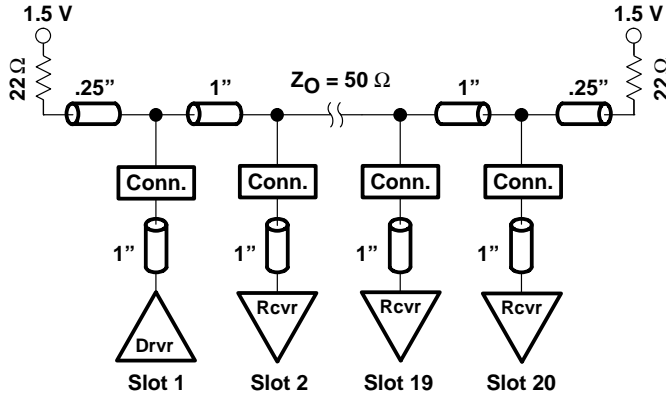 1.5 V
1.5 V
22 Ω
22 Ω
.25”
1”
ZO = 50 Ω
1”
.25”
Conn.
Conn.
Conn.
Conn.
1”
1”
1”
1”
Drvr
Rcvr
Rcvr
Rcvr
Slot 1
Slot 2
Slot 19
Slot 20